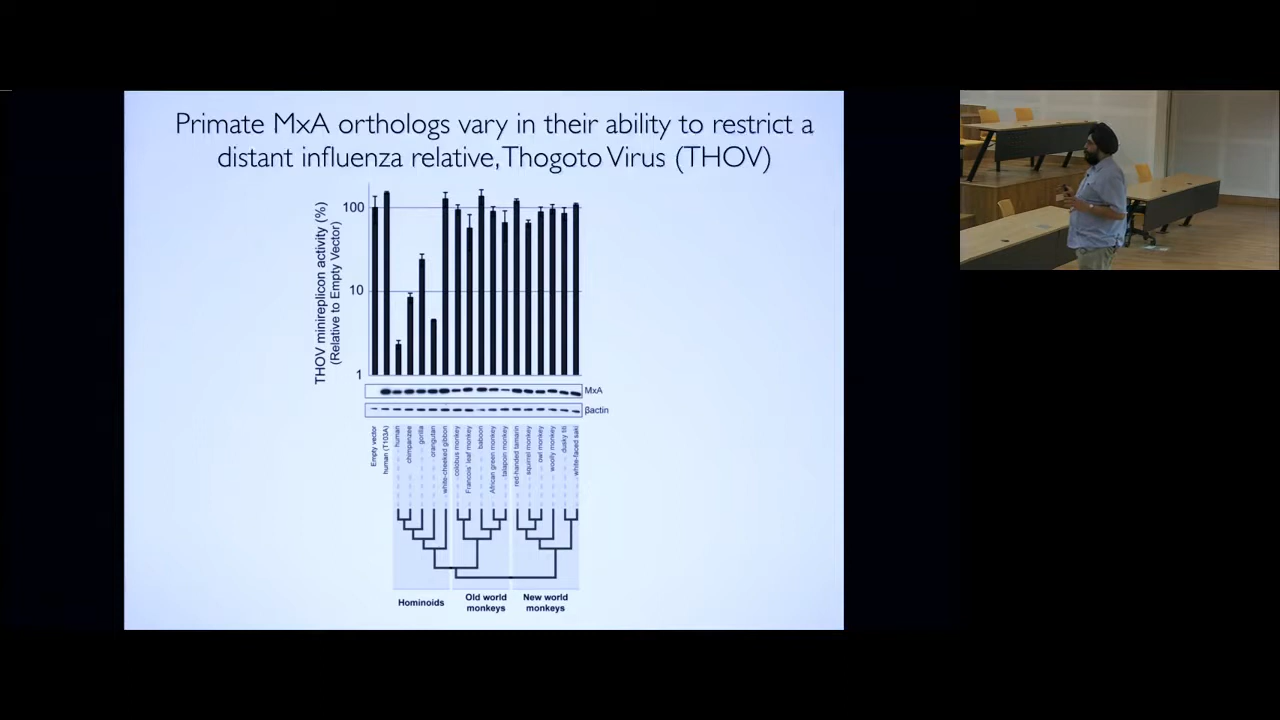 Primate MxA orthologs vary in their ability to restrict a
distant influenza relative, Thogoto Virus (THOV)
THOV minireplicon activity (%)
(Relative to Empty Vector)
100
10
1
MxA
βactin
Empty vector
human (T103A)
human
chimpanzee
gorilla
orangutan
white-cheeked gibbon
colobus monkey
Francois' leaf monkey
baboon
African green monkey
talapoin monkey
red-handed tamarin
squirrel monkey
owl monkey
woolly monkey
dusky titi
white-faced saki
Hominoids
Old world
monkeys
New world
monkeys